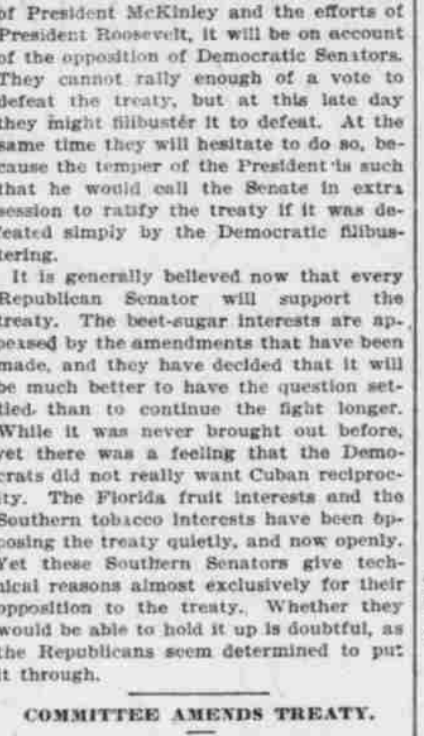 of President McKinley and the efforts of
President Roosevelt, it will be on account
of the opposition of Democratic Senators.
They cannot rally enough of a vote to
defeat the treaty, but at this late day
they might filibuster it to defeat. At the
same time they will hesitate to do so, be-
cause the temper of the President is such
that he would call the Senate in extra
session to ratify the treaty if it was de-
feated simply by the Democratic filibus-
tering.
It is generally believed now that every
Republican Senator will support the
treaty. The beet-sugar interests are ap-
peased by the amendments that have been
made, and they have decided that it will
be much better to have the question set-
tled than to continue the fight longer.
While it was never brought out before,
yet there was a feeling that the Demo-
crats did not really want Cuban reciproc-
ity. The Florida fruit interests and the
Southern tobacco interests have been op-
posing the treaty quietly, and now openly.
Yet these Southern Senators give tech-
nical reasons almost exclusively for their
opposition to the treaty. Whether they
would be able to hold it up is doubtful, as
the Republicans seem determined to put
it through.
COMMITTEE AMENDS TREATY.